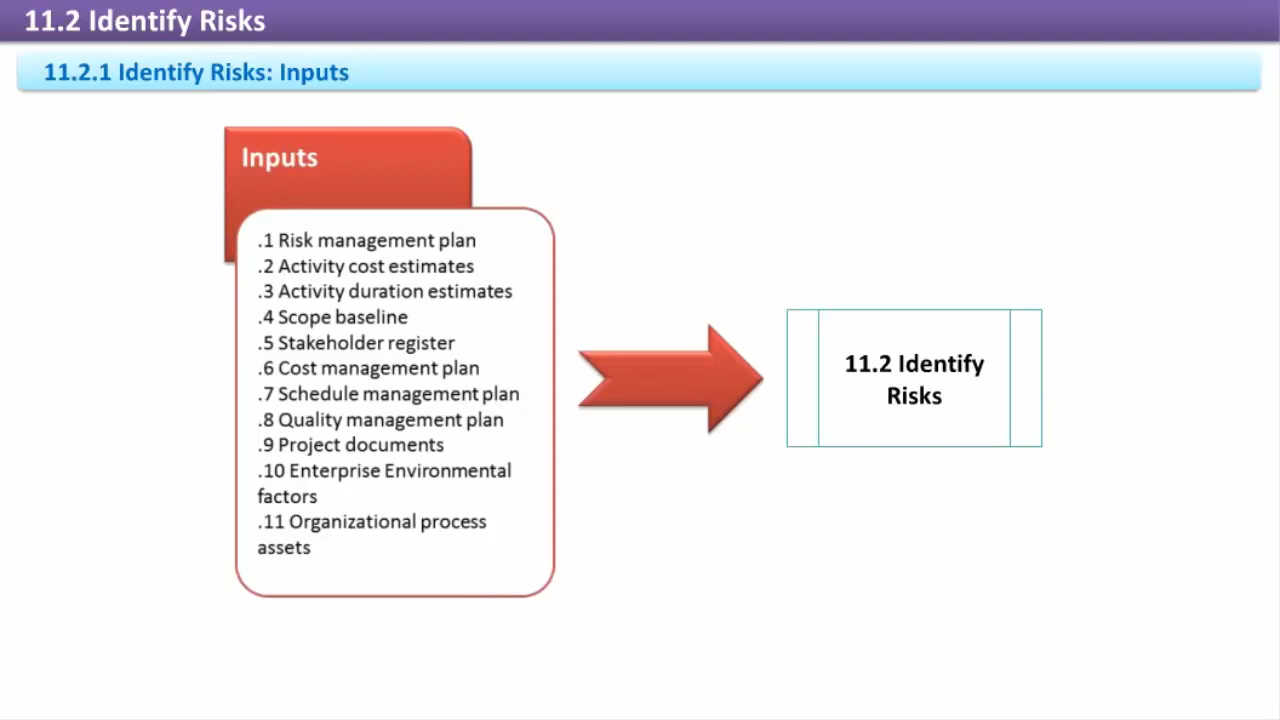 11.2 Identify Risks
11.2.1 Identify Risks: Inputs
Inputs
.1 Risk management plan
.2 Activity cost estimates
.3 Activity duration estimates
.4 Scope baseline
.5 Stakeholder register
.6 Cost management plan
.7 Schedule management plan
.8 Quality management plan
.9 Project documents
.10 Enterprise Environmental
factors
.11 Organizational process
assets
11.2 Identify
Risks